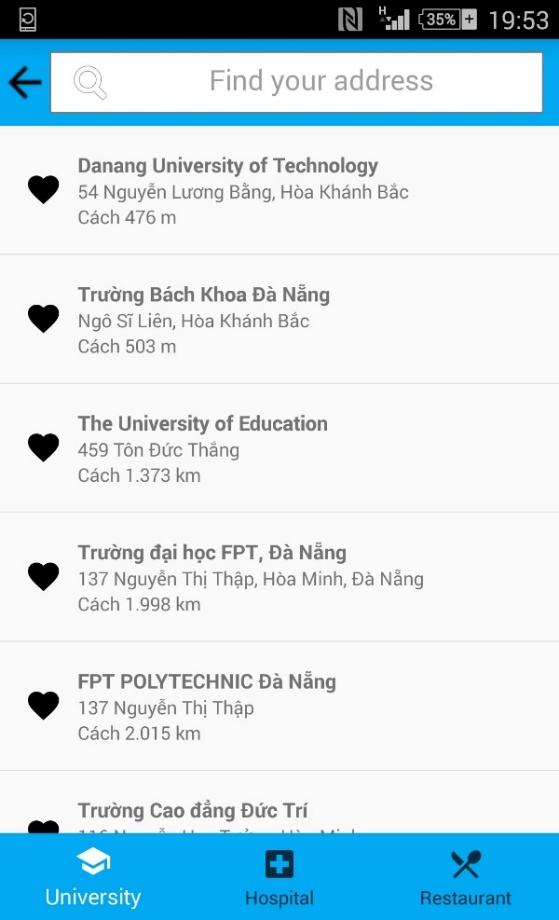 H
35%
19:53
Find your address
Danang University of Technology
54 Nguyễn Lương Bằng, Hòa Khánh Bắc
Cách 476 m
Trường Bách Khoa Đà Nẵng
Ngô Sĩ Liên, Hòa Khánh Bắc
Cách 503 m
The University of Education
459 Tôn Đức Thắng
Cách 1.373 km
Trường đại học FPT, Đà Nẵng
137 Nguyễn Thị Thập, Hòa Minh, Đà Nẵng
Cách 1.998 km
FPT POLYTECHNIC Đà Nẵng
137 Nguyễn Thị Thập
Cách 2.015 km
Trường Cao đẳng Đức Trí
University
Hospital
Restaurant